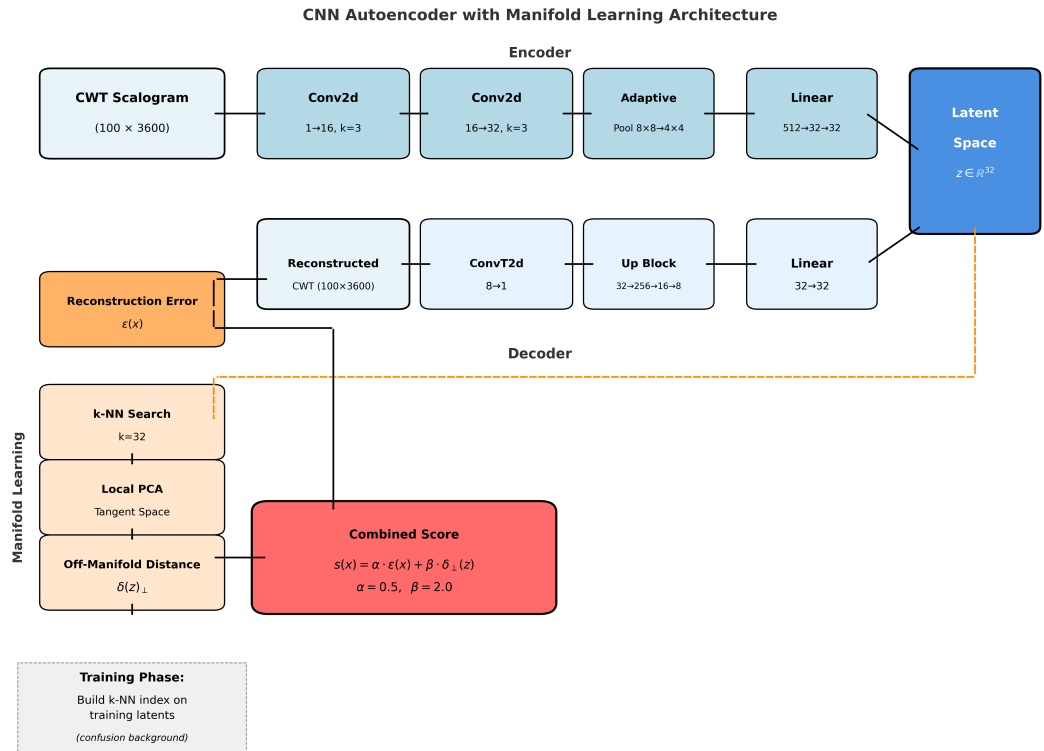 CNN Autoencoder with Manifold Learning Architecture
Encoder
CWT Scalogram
(100 × 3600)
Conv2d
1→16, k=3
Conv2d
16→32, k=3
Adaptive
Pool 8×8→4×4
Linear
512→32→32
Latent
Space
z ∈ ℝ³²
Reconstructed
CWT (100×3600)
ConvT2d
8→1
Up Block
32→256→16→8
Linear
32→32
Reconstruction Error
ε(x)
Decoder
Manifold Learning
k-NN Search
k=32
Local PCA
Tangent Space
Off-Manifold Distance
δ(z)⊥
Combined Score
s(x) = α · ε(x) + β · δ⊥(z)
α = 0.5, β = 2.0
Training Phase:
Build k-NN index on
training latents
(confusion background)